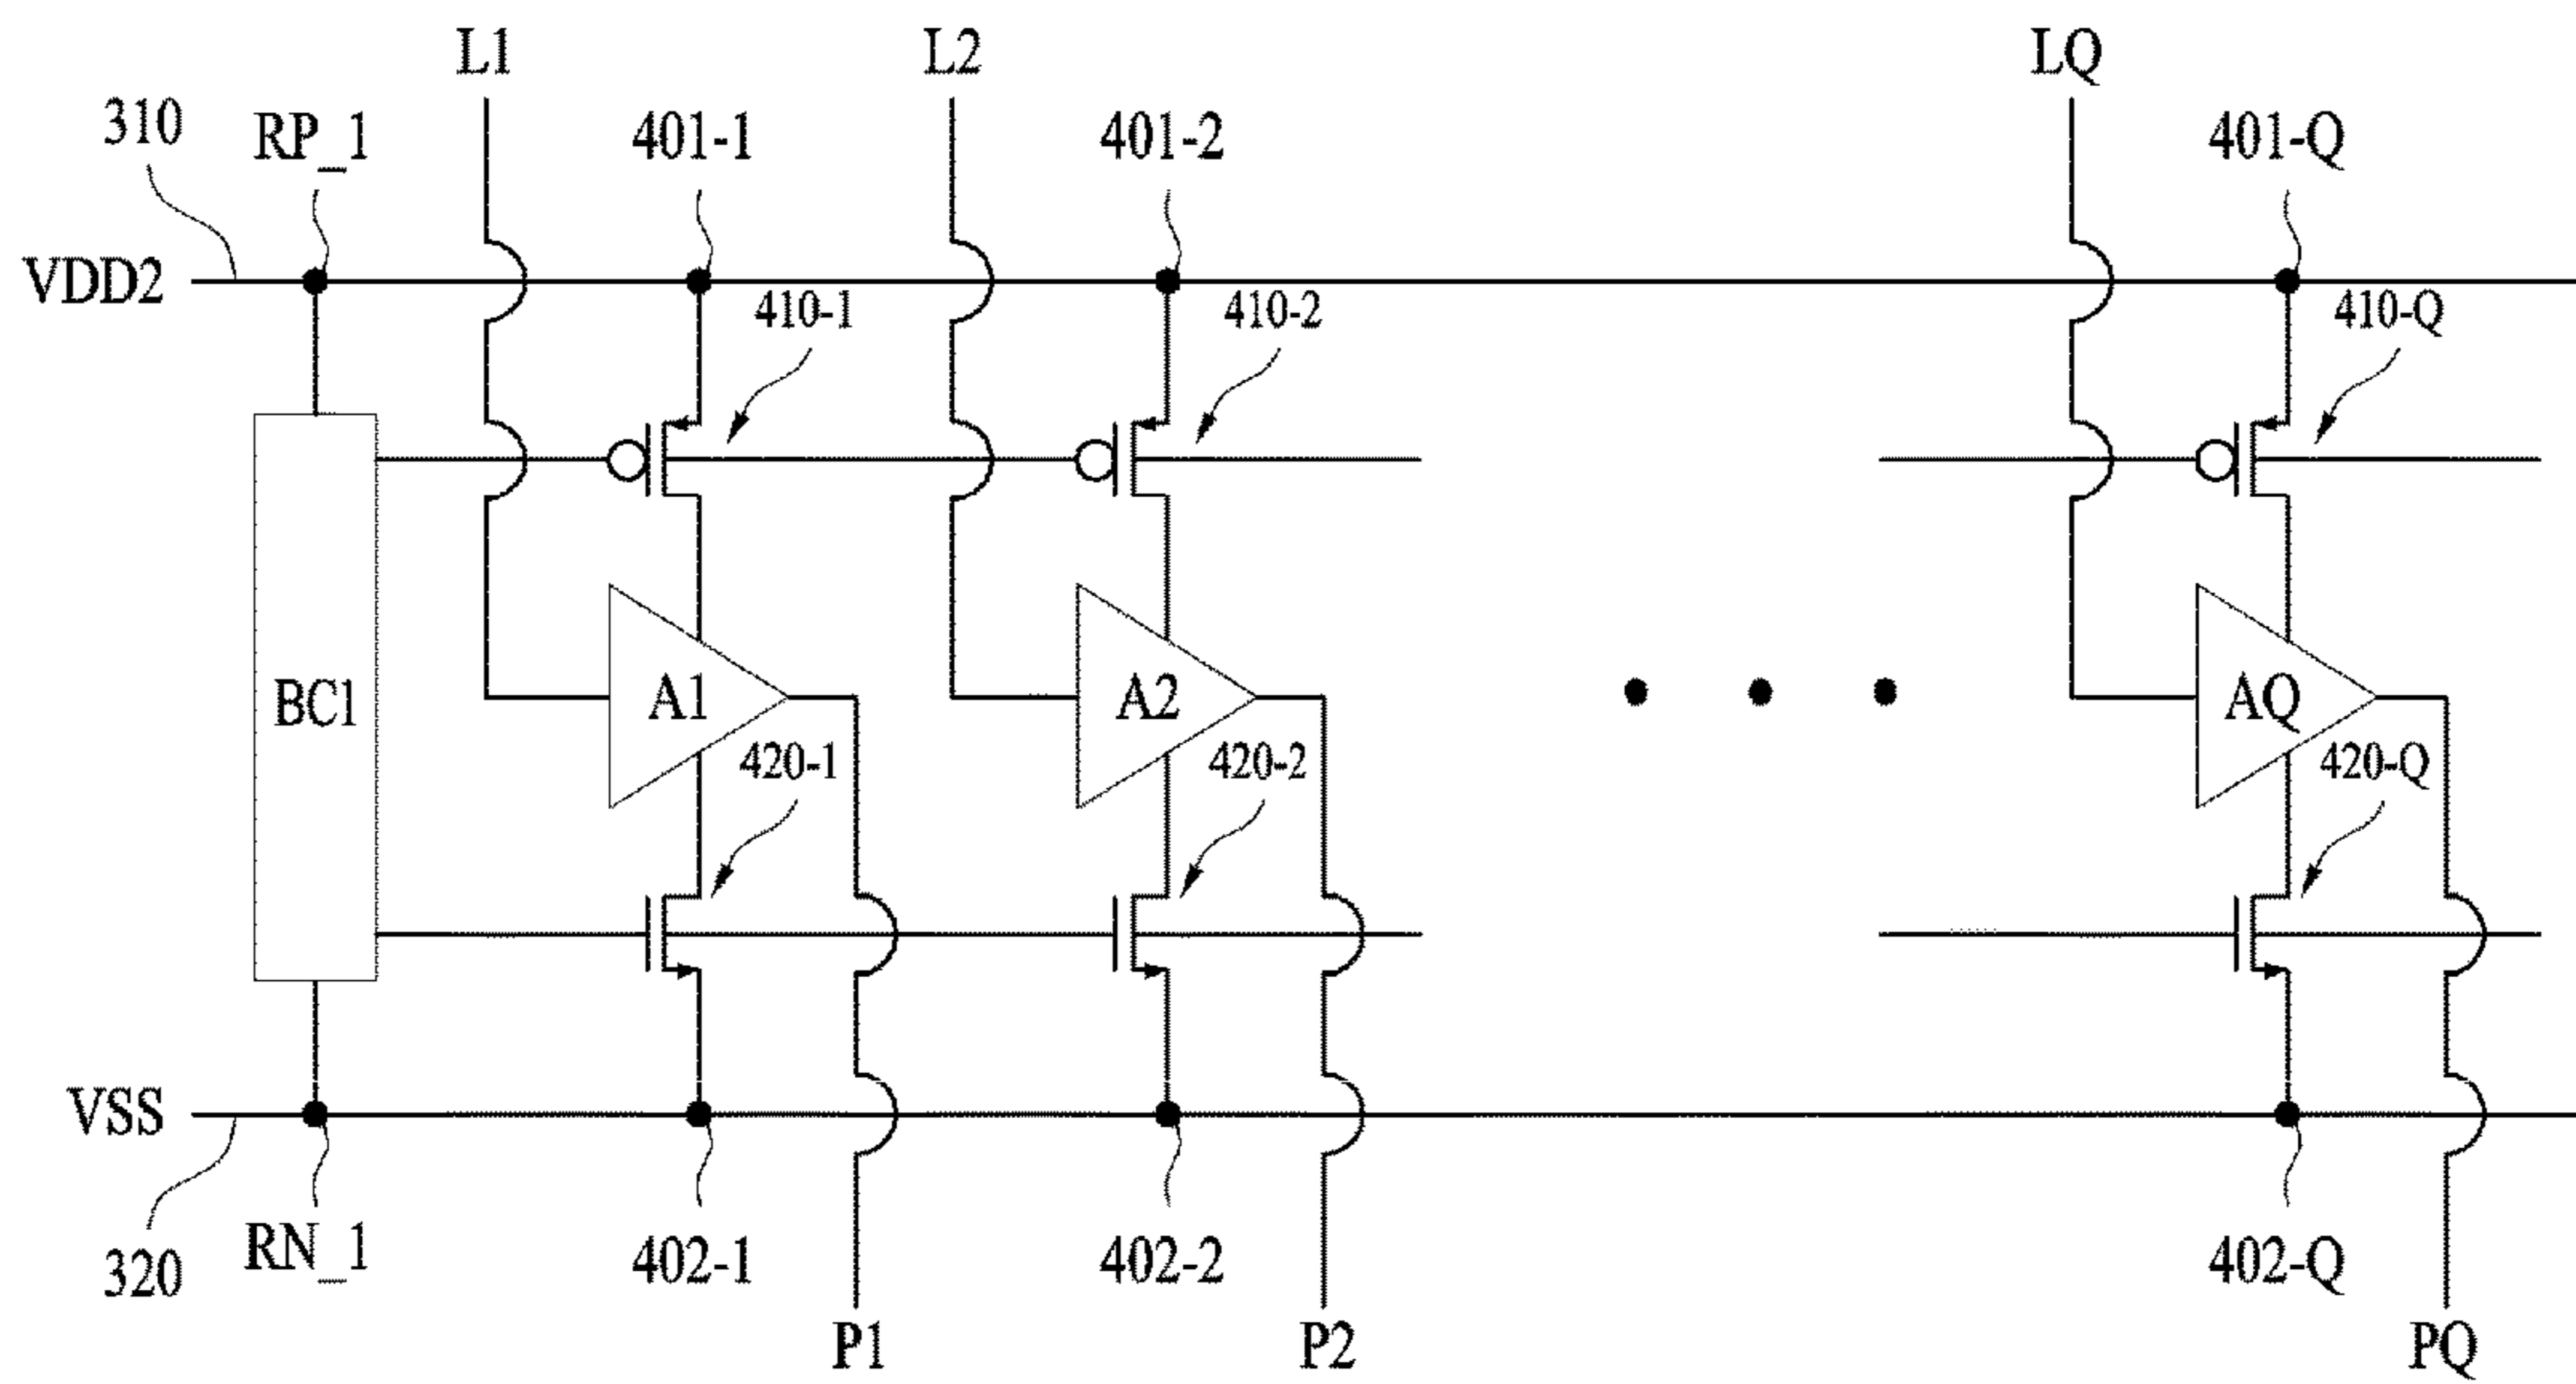 L1 L2 LQ
310 RP_1 401-1 401-2 401-Q
VDD2
410-1 410-2 410-Q
BC1 A1 A2 AQ
420-1 420-2 420-Q
VSS
320 RN_1 402-1 402-2 402-Q
P1 P2 PQ